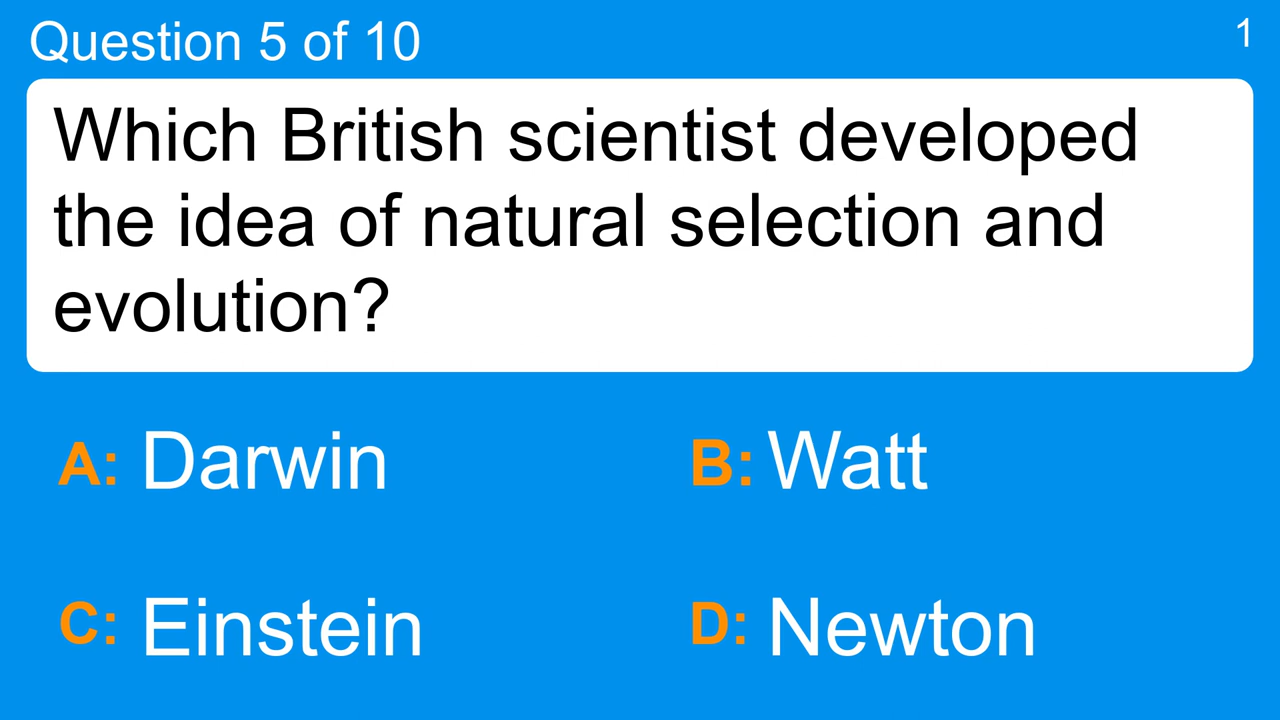 Question 5 of 10
1
Which British scientist developed
the idea of natural selection and
evolution?
A: Darwin
B: Watt
C: Einstein
D: Newton